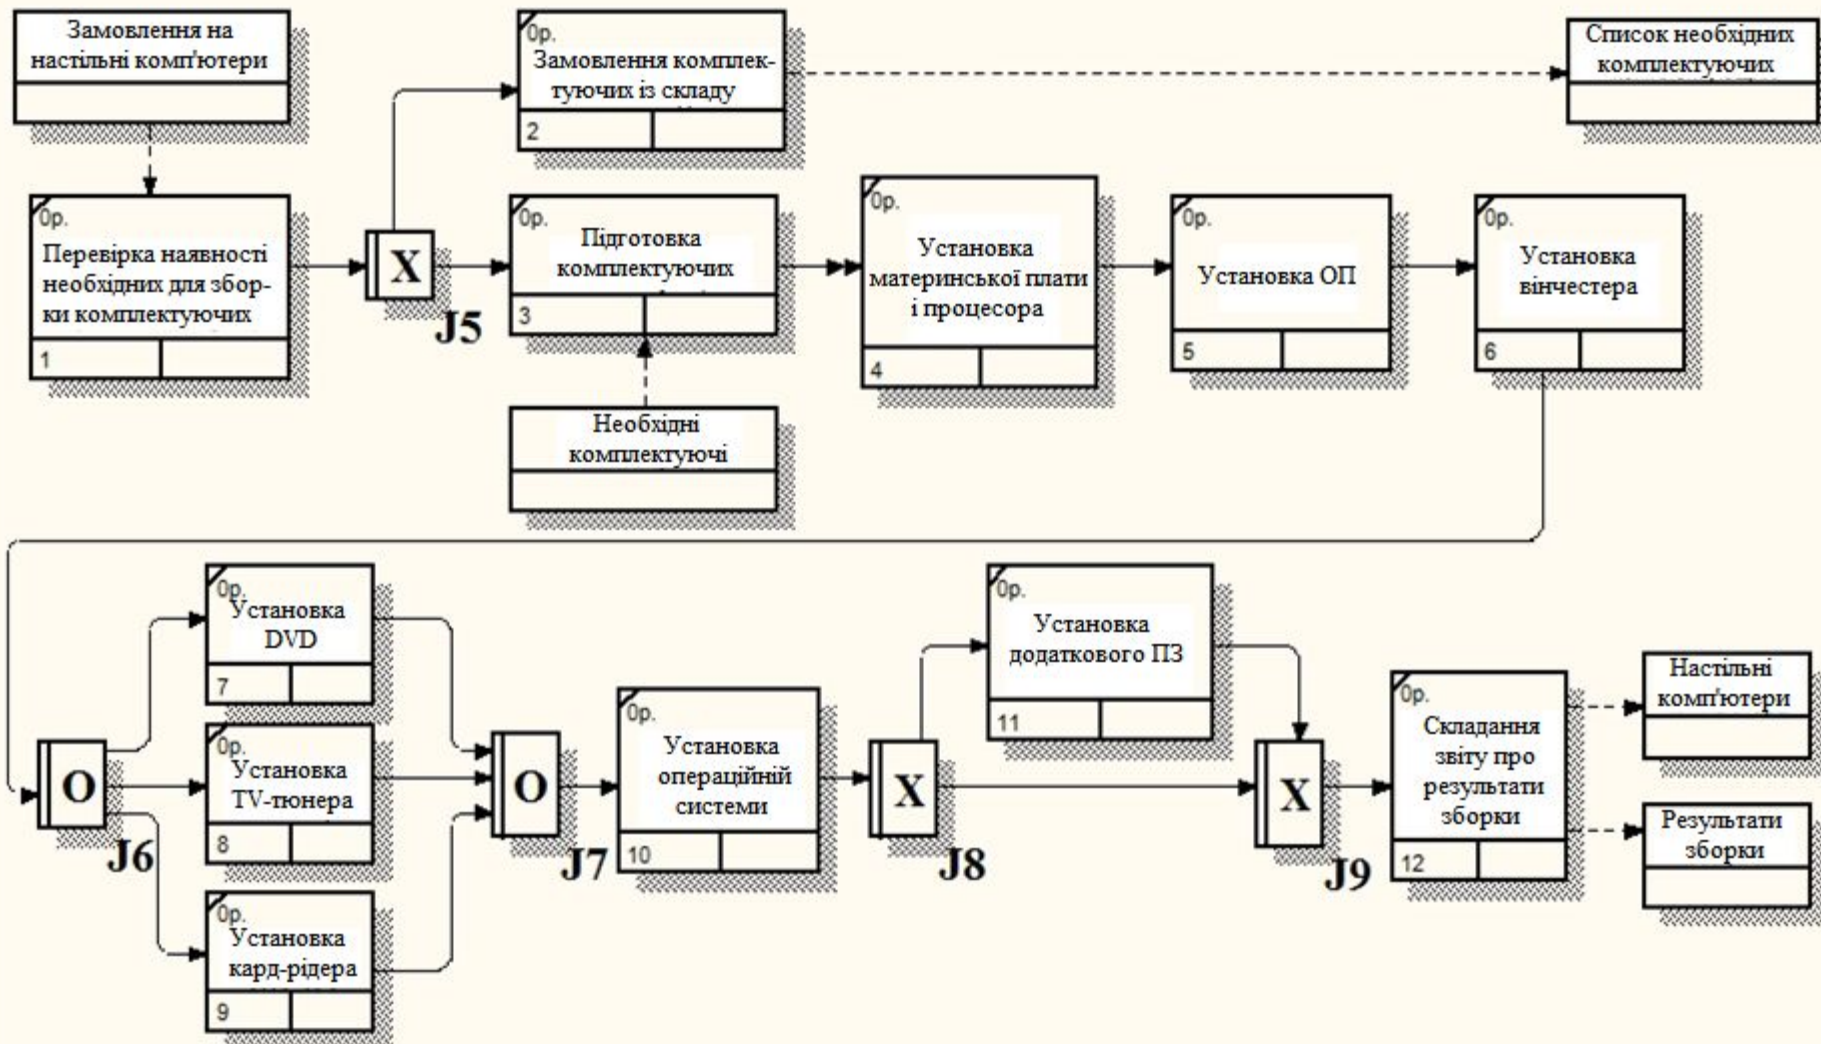 Замовлення на
настільні комп'ютери
0р.
Замовлення комплек-
туючих із складу
2
Список необхідних
комплектуючих
0р.
Перевірка наявності
необхідних для збор-
ки комплектуючих
1
X
J5
0р.
Підготовка
комплектуючих
3
0р.
Установка
материнської плати
і процесора
4
0р.
Установка ОП
5
0р.
Установка
вінчестера
6
Необхідні
комплектуючі
O
J6
0р.
Установка
DVD
7
0р.
Установка
TV-тюнера
8
0р.
Установка
кард-рідера
9
O
J7
0р.
Установка
операційній
системи
10
X
J8
0р.
Установка
додаткового ПЗ
11
X
J9
0р.
Складання
звіту про
результати
зборки
12
Настільні
комп'ютери
Результати
зборки